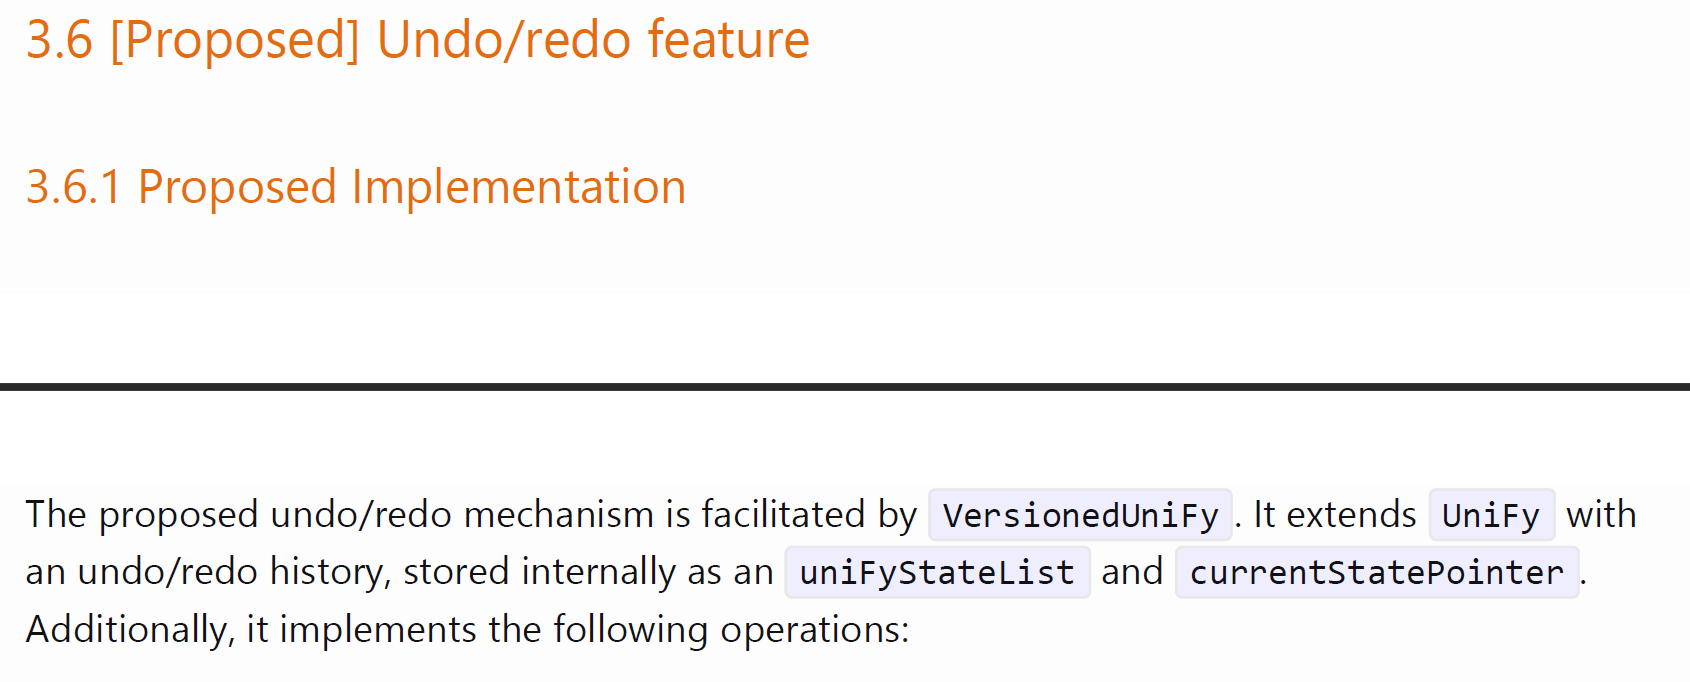 3.6 [Proposed] Undo/redo feature
3.6.1 Proposed Implementation
The proposed undo/redo mechanism is facilitated by VersionedUniFy. It extends UniFy with
an undo/redo history, stored internally as an uniFyStateList and currentStatePointer.
Additionally, it implements the following operations: